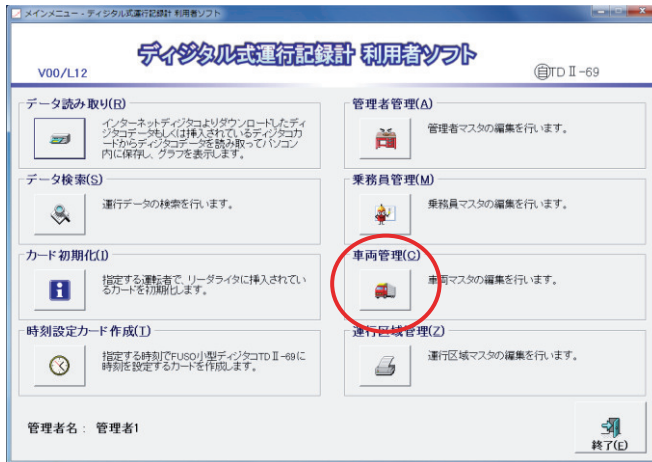 メインメニュー - ディジタル式運行記録計 利用者ソフト
ディジタル式運行記録計 利用者ソフト
V00/L12
自TDⅡ-69
データ読み取り(R)
インターネットディジタコよりダウンロードしたディ
ジタコデータもしくは挿入されているディジタコカ
ードからディジタコデータを読み取ってパソコン
内に保存し、グラフを表示します。
データ検索(S)
運行データの検索を行います。
カード初期化(I)
指定する運転者で、リーダライタに挿入されてい
るカードを初期化します。
時刻設定カード作成(T)
指定する時刻でFUSO小型ディジタコTDⅡ-69に
時刻を設定するカードを作成します。
管理者管理(A)
管理者マスタの編集を行います。
乗務員管理(M)
乗務員マスタの編集を行います。
車両管理(C)
車両マスタの編集を行います。
運行区域管理(Z)
運行区域マスタの編集を行います。
管理者名: 管理者1
終了(E)